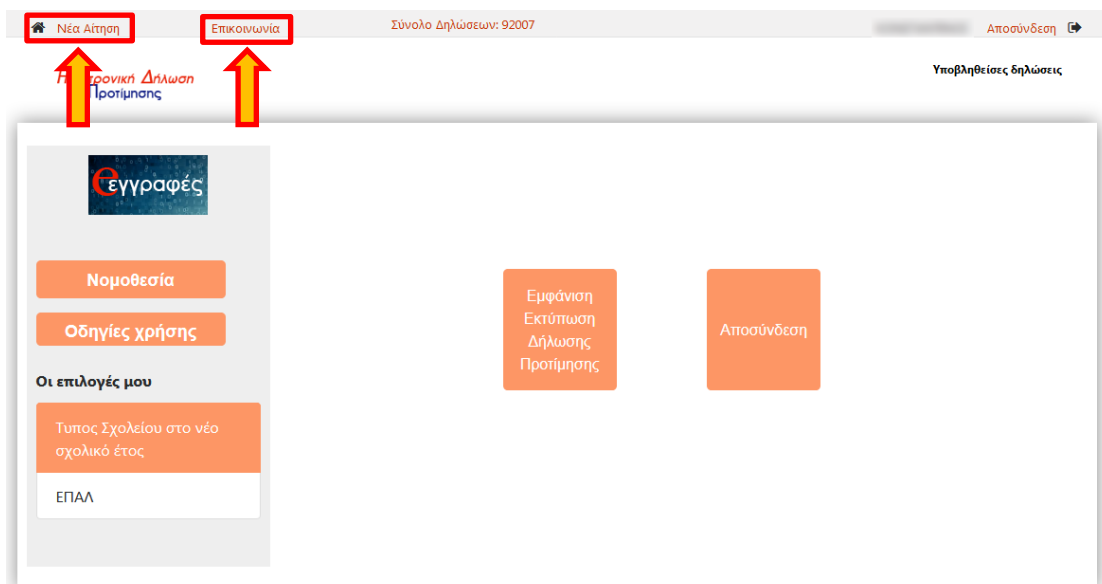 Νέα Αίτηση
Επικοινωνία
Σύνολο Δηλώσεων: 92007
Αποσύνδεση
Δήλωση
Προτίμησης
Υποβληθείσες δηλώσεις
eεγγραφές
Νομοθεσία
Οδηγίες χρήσης
Οι επιλογές μου
Τυπος Σχολείου στο νέο
σχολικό έτος
ΕΠΑΛ
Εμφάνιση
Εκτύπωση
Δήλωσης
Προτίμησης
Αποσύνδεση